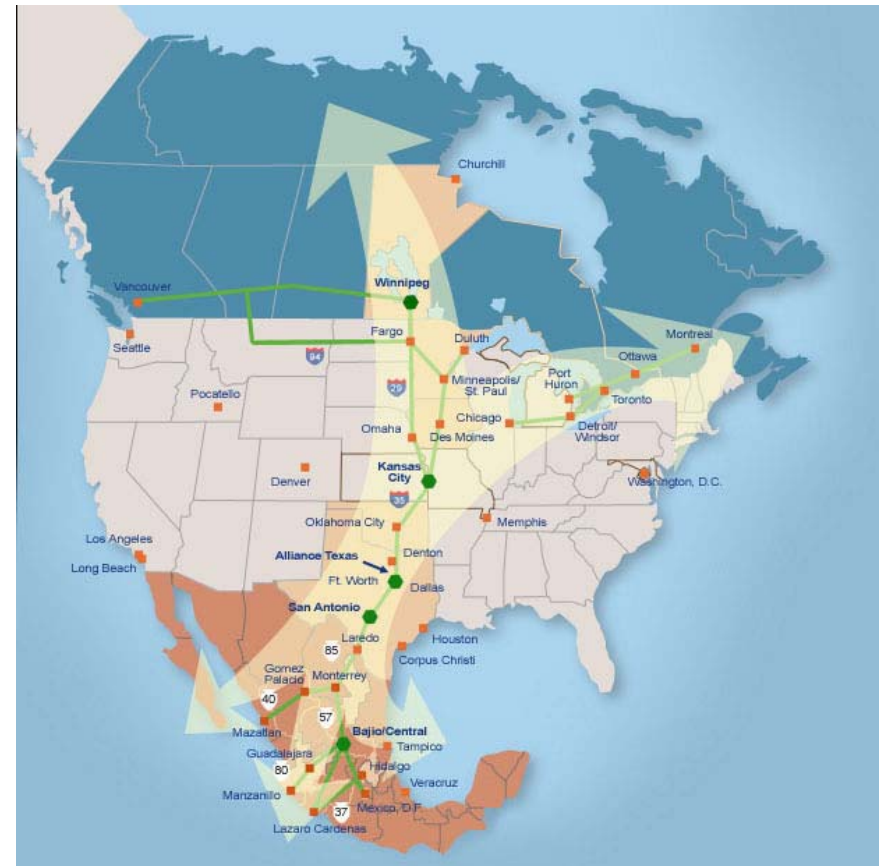 Churchill
Winnipeg
Vancouver
Fargo
Duluth
Montreal
Seattle
94
Ottawa
Minneapolis/
St. Paul
Port
Huron
29
Pocatello
Toronto
Chicago
Omaha
Des Moines
Detroit/
Windsor
Kansas
City
Denver
Washington, D.C.
35
Oklahoma City
Memphis
Los Angeles
Long Beach
Alliance Texas
Denton
Ft. Worth
Dallas
San Antonio
Laredo
Houston
85
Corpus Christi
Gomez
Palacio
Monterrey
40
57
Mazatlan
Bajio/Central
Guadalajara
Tampico
80
Hidalgo
Manzanillo
Veracruz
Mexico, D.F.
37
Lazaro Cardenas